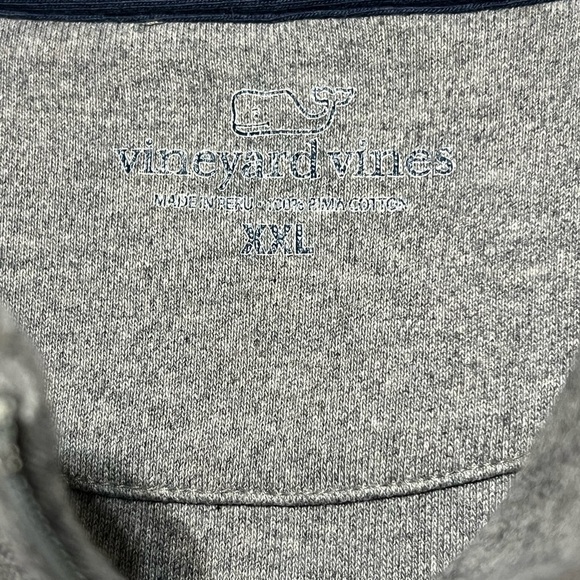 vineyard vines
MADE IN PERU - 100% PIMA COTTON
XXL